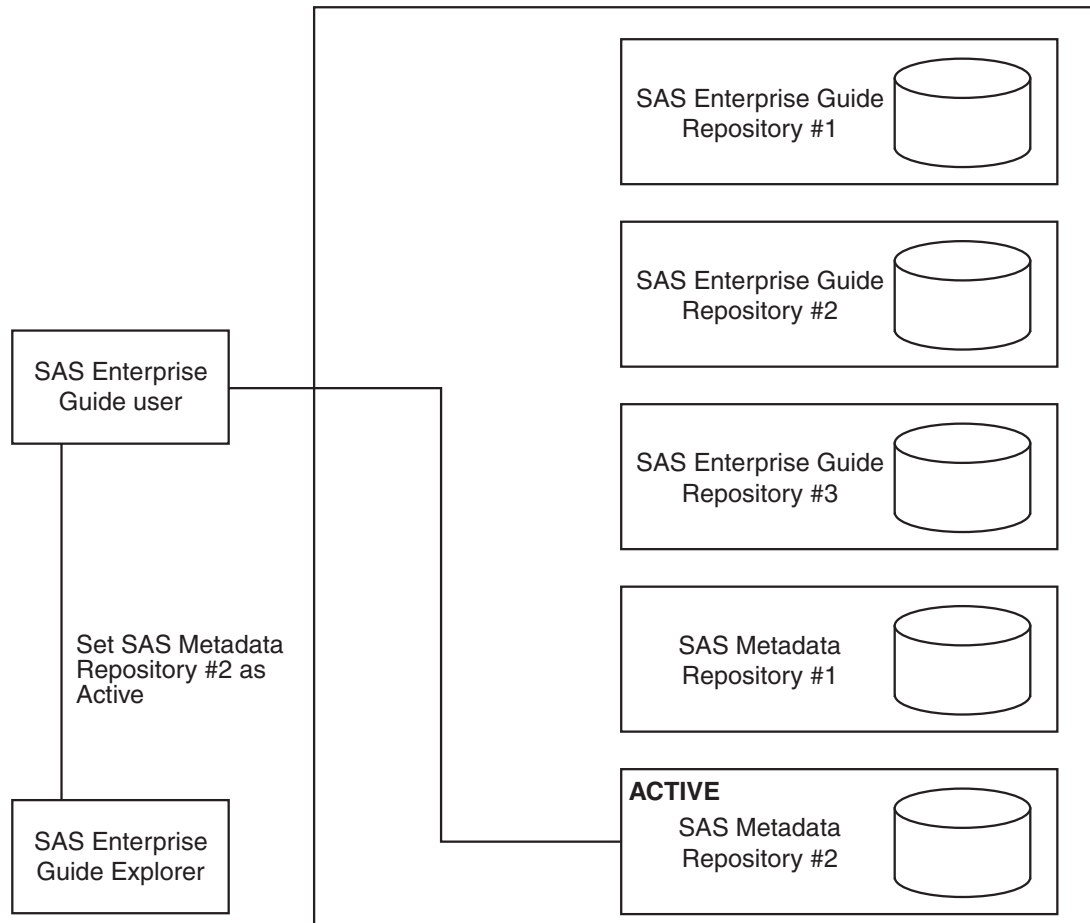 SAS Enterprise Guide
Repository #1
SAS Enterprise Guide
Repository #2
SAS Enterprise
Guide user
SAS Enterprise Guide
Repository #3
Set SAS Metadata
Repository #2 as
Active
SAS Metadata
Repository #1
ACTIVE
SAS Metadata
Repository #2
SAS Enterprise
Guide Explorer